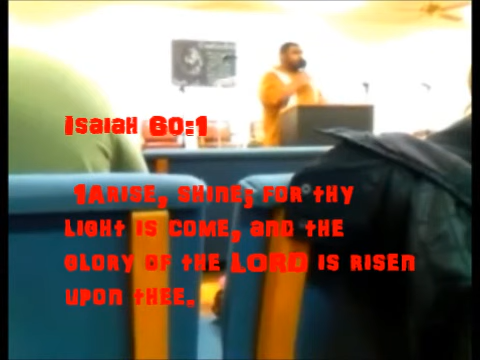 Isaiah 60:1
1Arise, shine; for thy
light is come, and the
glory of the LORD is risen
upon thee.